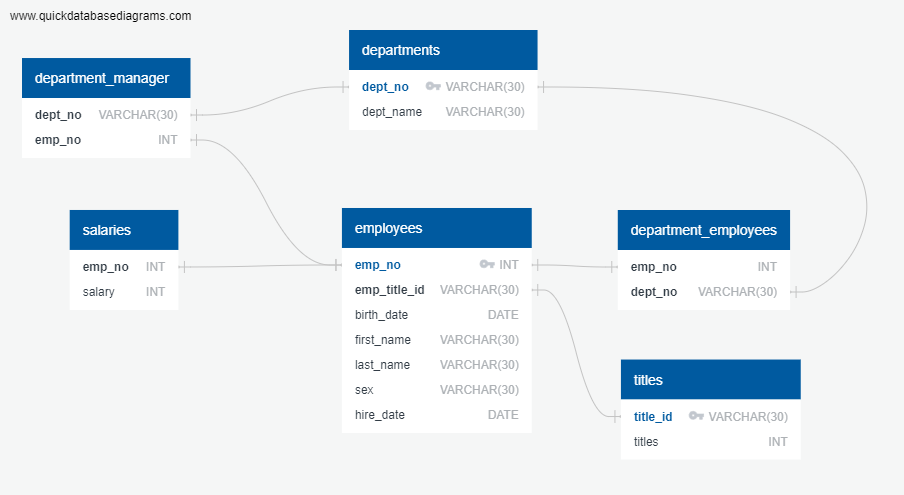 www.quickdatabasediagrams.com
departments
dept_no VARCHAR(30)
dept_name VARCHAR(30)
department_manager
dept_no VARCHAR(30)
emp_no INT
salaries
emp_no INT
salary INT
employees
emp_no INT
emp_title_id VARCHAR(30)
birth_date DATE
first_name VARCHAR(30)
last_name VARCHAR(30)
sex VARCHAR(30)
hire_date DATE
department_employees
emp_no INT
dept_no VARCHAR(30)
titles
title_id VARCHAR(30)
titles INT